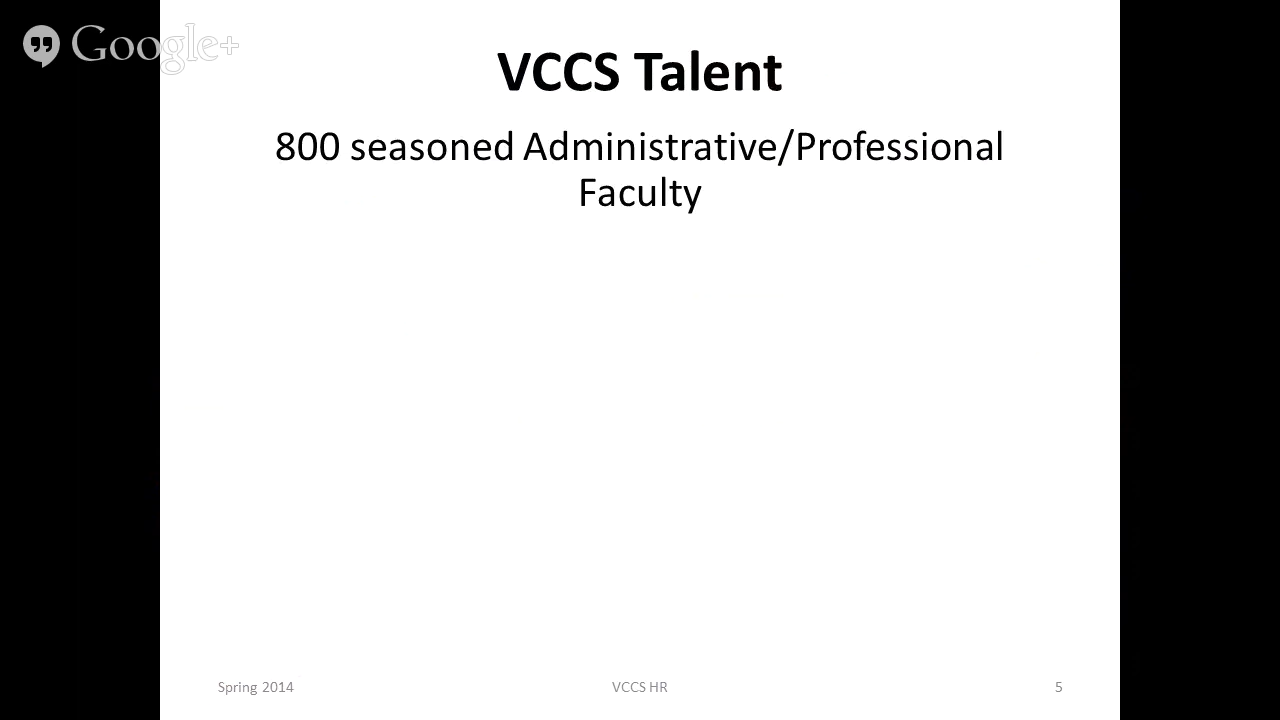 Google+
VCCS Talent
800 seasoned Administrative/Professional
Faculty
Spring 2014
VCCS HR
5